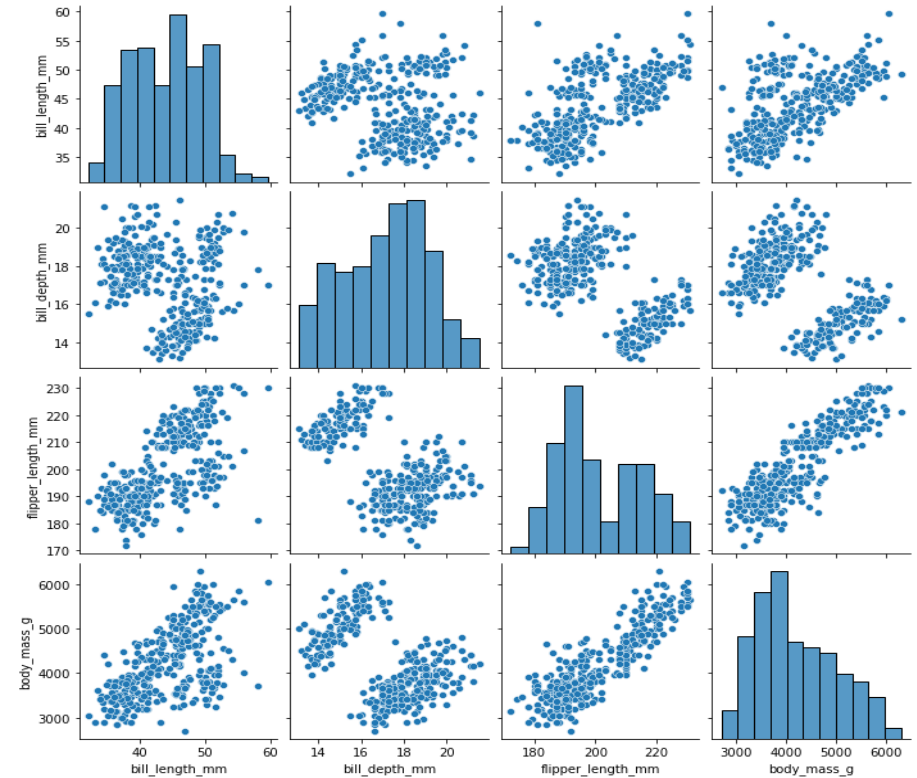 60
55
50
45
40
35
bill_length_mm
20
18
16
14
bill_depth_mm
230
220
210
200
190
180
170
flipper_length_mm
6000
5000
4000
3000
body_mass_g
40 50 60
bill_length_mm
14 16 18 20
bill_depth_mm
180 200 220
flipper_length_mm
3000 4000 5000 6000
body_mass_g